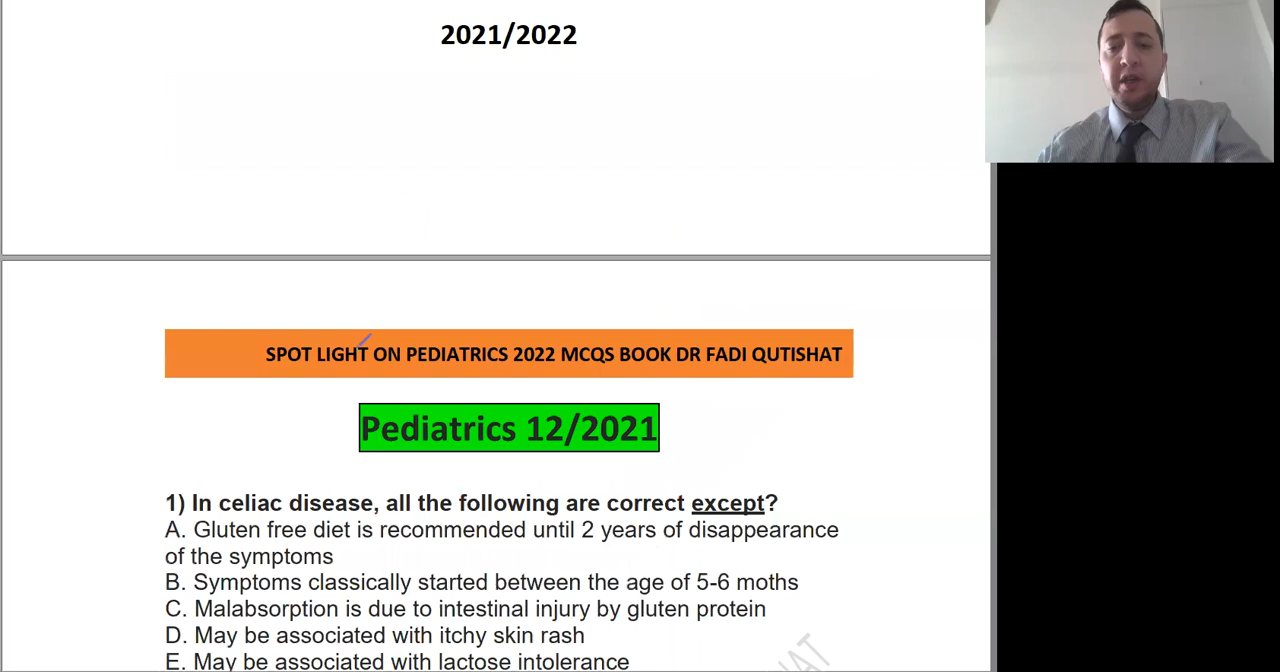 2021/2022
SPOT LIGHT ON PEDIATRICS 2022 MCQS BOOK DR FADI QUTISHAT
Pediatrics 12/2021
1) In celiac disease, all the following are correct except?
A. Gluten free diet is recommended until 2 years of disappearance
of the symptoms
B. Symptoms classically started between the age of 5-6 moths
C. Malabsorption is due to intestinal injury by gluten protein
D. May be associated with itchy skin rash
E. May be associated with lactose intolerance
HAT